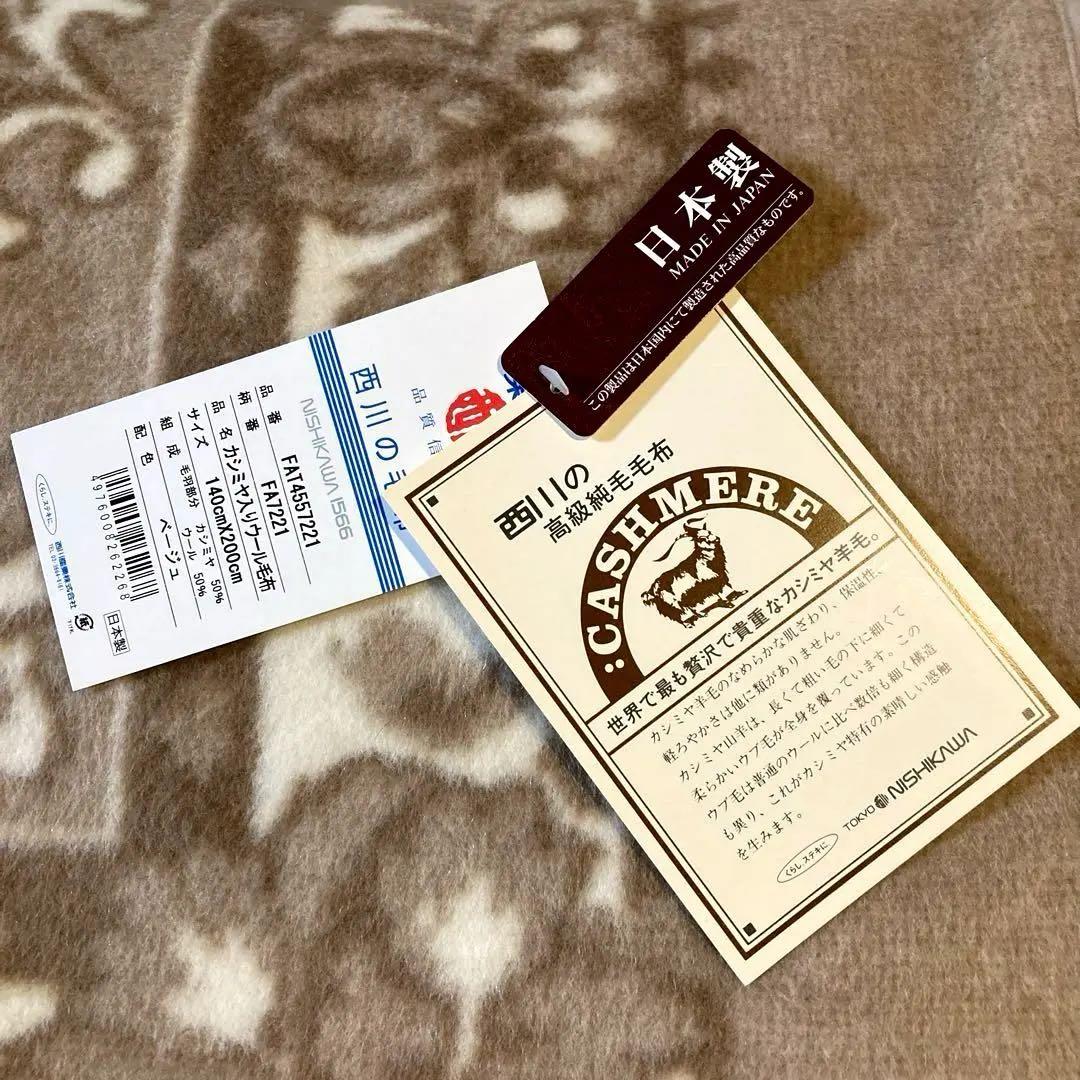 日本製
MADE IN JAPAN
この製品は日本国内にて製造された高品質なものです。
西川の
品質信
NISHIKAWA 1566
品番 FAT4557221
柄番 FA7221
品名 カシミヤ入りウール毛布
サイズ 140cmX200cm
組成 毛羽部分 カシミヤ 50%
ウール 50%
配色 ベージュ
4976008262268
くらし、ステキに
西川産業株式会社
日本製
西川の
高級純毛毛布
:CASHMERE
世界で最も贅沢で貴重なカシミヤ羊毛。
カシミヤ羊毛のなめらかな肌ざわり、保温性、
軽ろやかさは他に類がありません。
カシミヤ山羊は、長くて粗い毛の下に細くて
柔らかいウブ毛が全身を覆っています。この
ウブ毛は普通のウールに比べ数倍も細く構造
も異り、これがカシミヤ特有の素晴しい感触
を生みます。
TOKYO NISHIKAWA
くらし、ステキに